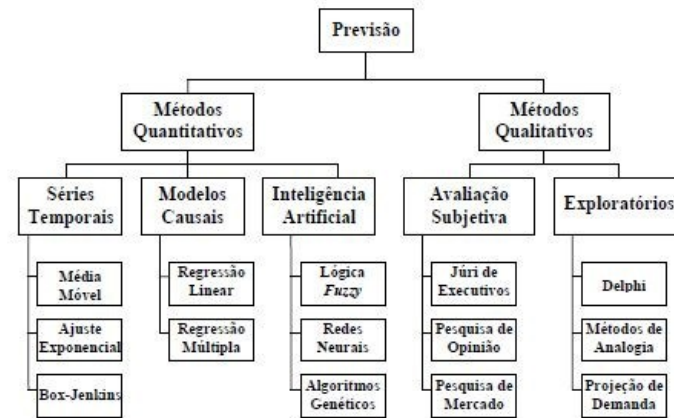 Previsão
Métodos
Quantitativos
Métodos
Qualitativos
Séries
Temporais
Modelos
Causais
Inteligência
Artificial
Avaliação
Subjetiva
Exploratórios
Média
Móvel
Ajuste
Exponencial
Box-Jenkins
Regressão
Linear
Regressão
Múltipla
Lógica
Fuzzy
Redes
Neurais
Algoritmos
Genéticos
Júri de
Executivos
Pesquisa de
Opinião
Pesquisa de
Mercado
Delphi
Métodos de
Analogia
Projeção de
Demanda